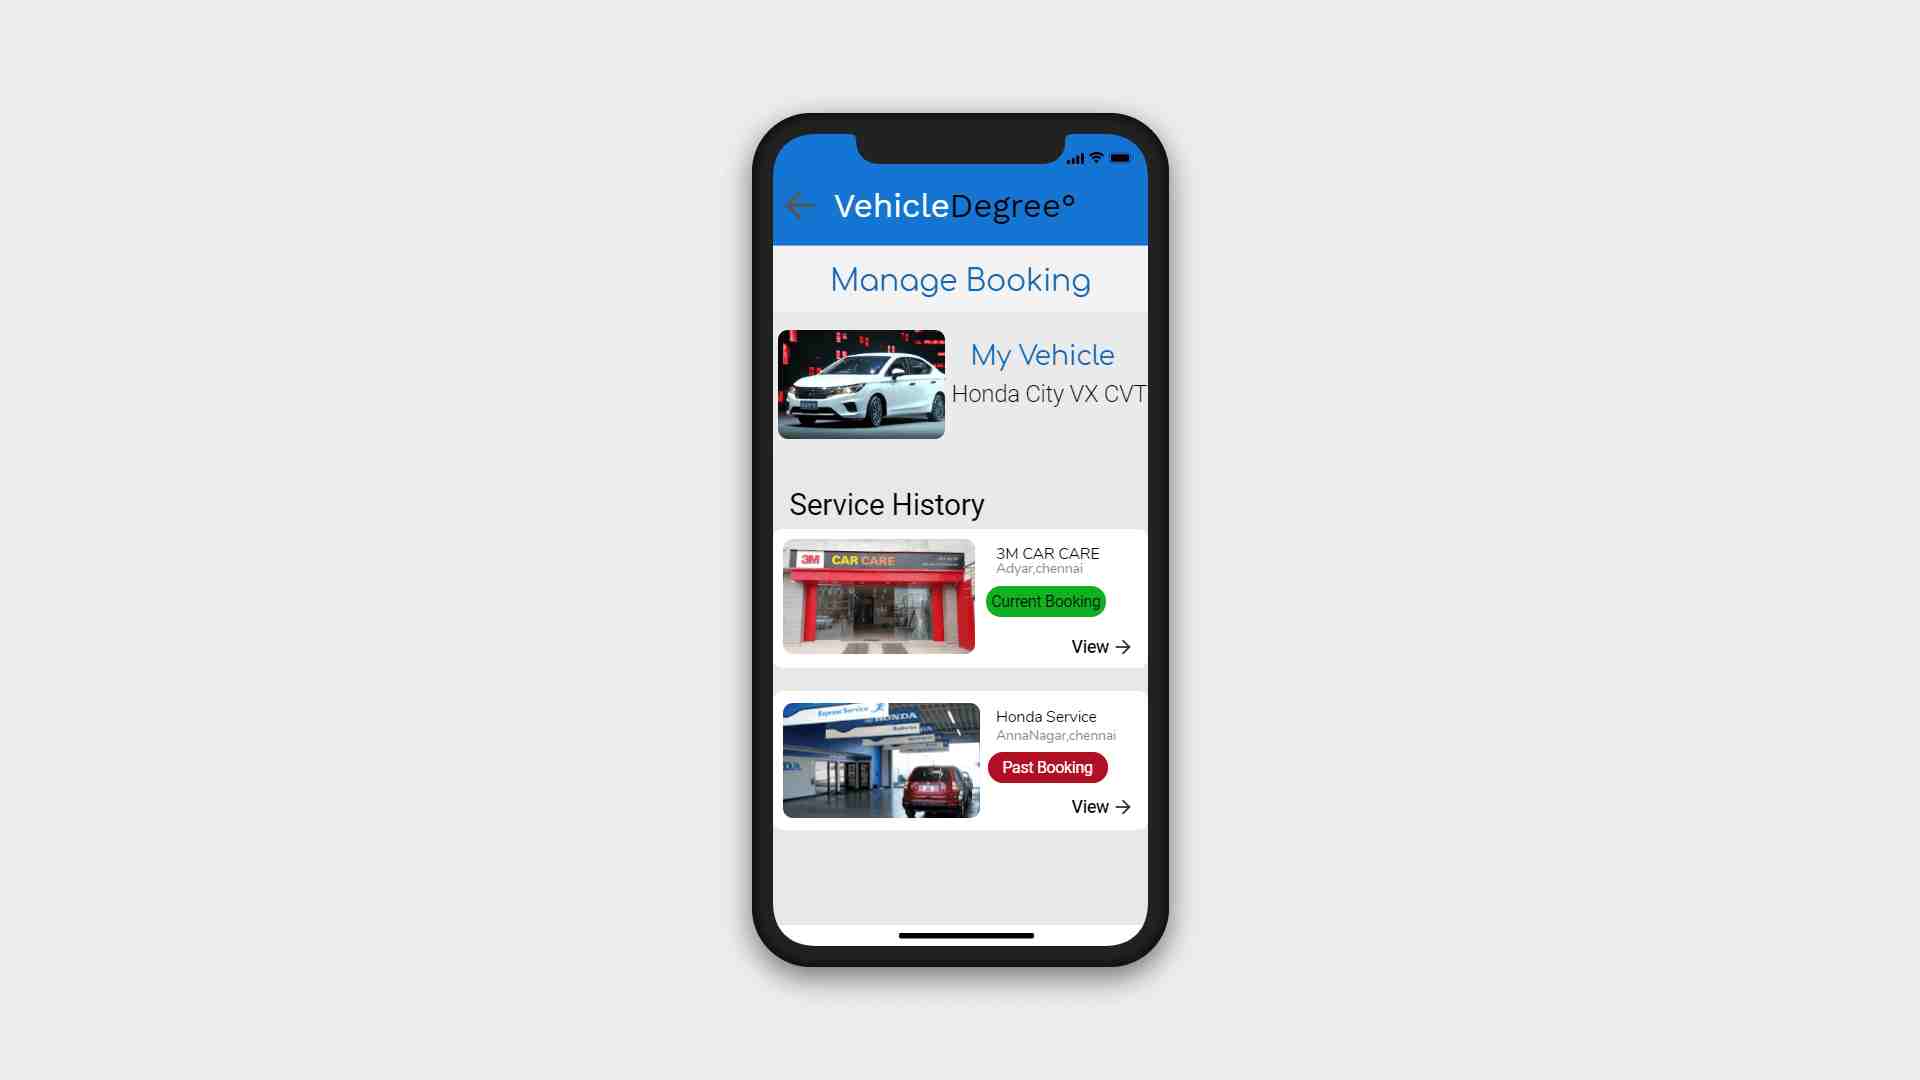 VehicleDegree°
Manage Booking
My Vehicle
Honda City VX CVT
Service History
3M CAR CARE
3M CAR CARE
Adyar,chennai
Current Booking
View
Express Service
HONDA
Honda Service
AnnaNagar,chennai
Past Booking
View